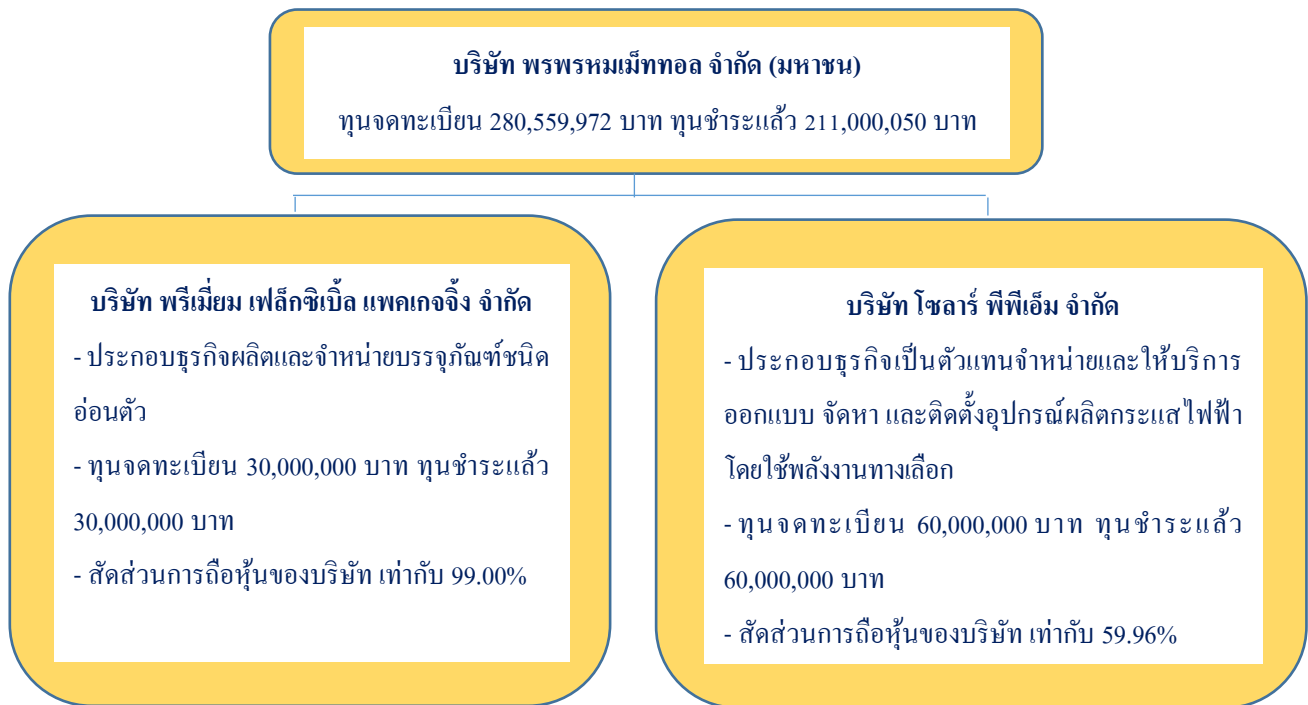 บริษัท พรพรหมเม็ททอล จำกัด (มหาชน)
ทุนจดทะเบียน 280,559,972 บาท ทุนชำระแล้ว 211,000,050 บาท
บริษัท พรีเมี่ยม เฟล็กซิเบิ้ล แพคเกจจิ้ง จำกัด
- ประกอบธุรกิจผลิตและจำหน่ายบรรจุภัณฑ์ชนิด
อ่อนตัว
- ทุนจดทะเบียน 30,000,000 บาท ทุนชำระแล้ว
30,000,000 บาท
- สัดส่วนการถือหุ้นของบริษัท เท่ากับ 99.00%
บริษัท โซลาร์ พีพีเอ็ม จำกัด
- ประกอบธุรกิจเป็นตัวแทนจำหน่ายและให้บริการ
ออกแบบ จัดหา และติดตั้งอุปกรณ์ผลิตกระแสไฟฟ้า
โดยใช้พลังงานทางเลือก
- ทุนจดทะเบียน 60,000,000 บาท ทุนชำระแล้ว
60,000,000 บาท
- สัดส่วนการถือหุ้นของบริษัท เท่ากับ 59.96%